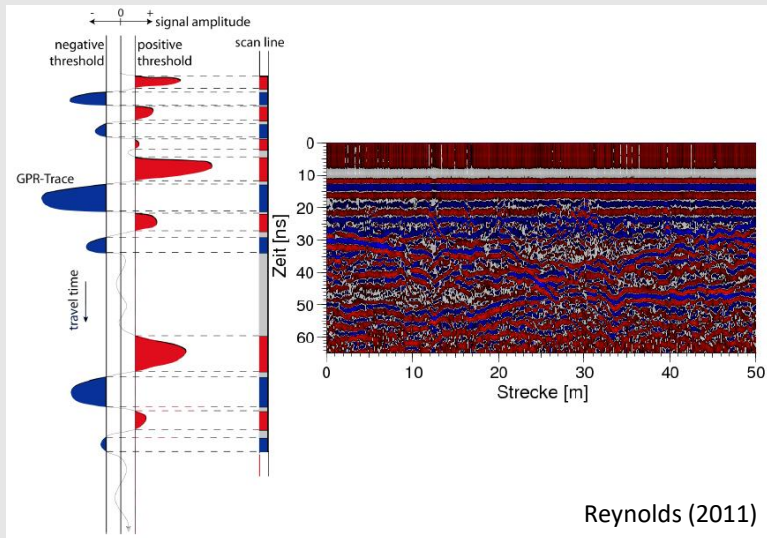 - 0 +
signal amplitude
negative threshold
positive threshold
scan line
GPR-Trace
travel time
Zeit [ns]
0
10
20
30
40
50
60
0 10 20 30 40 50
Strecke [m]
Reynolds (2011)